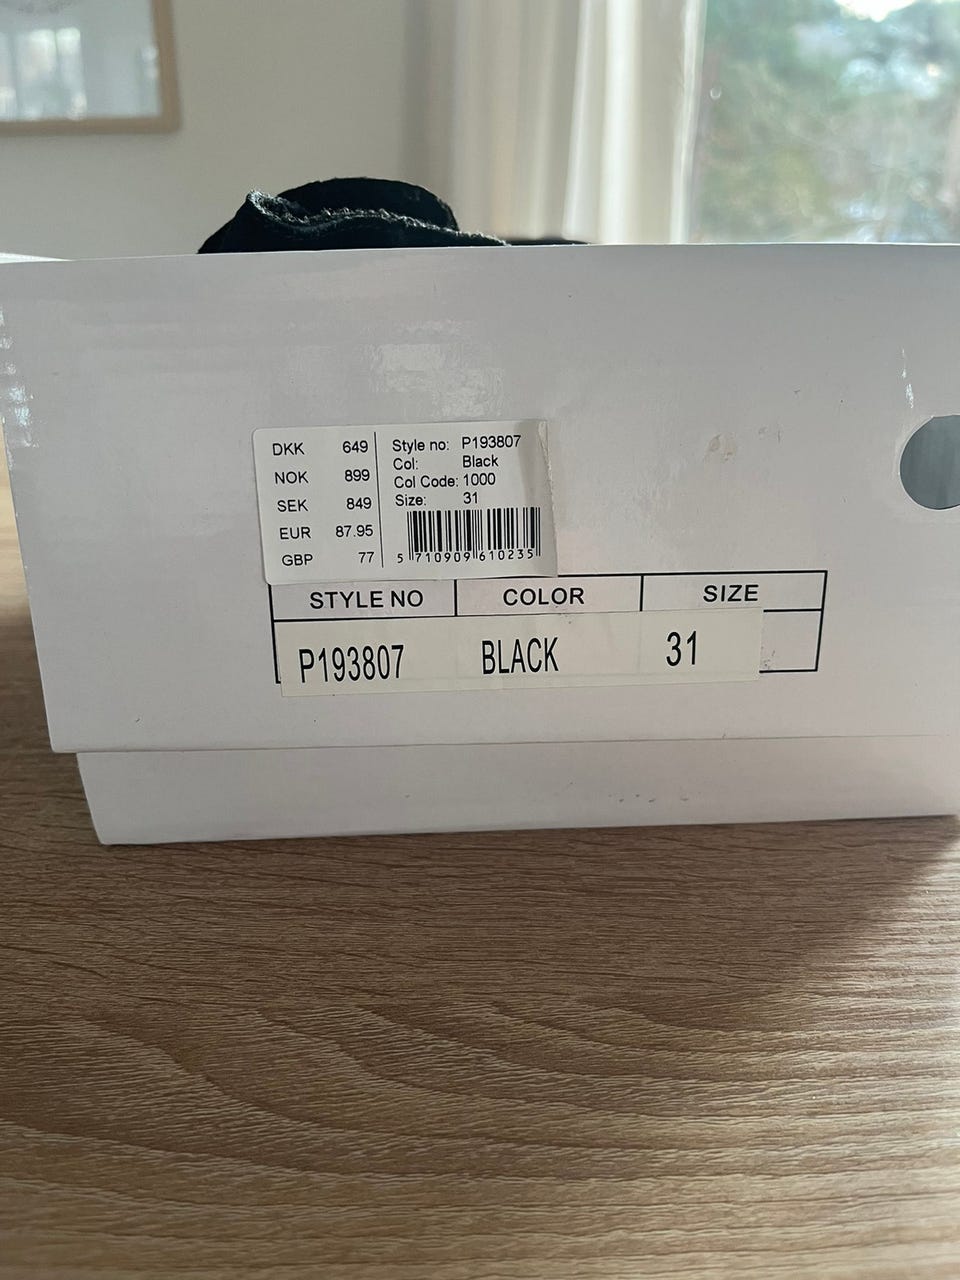 DKK 649
NOK 899
SEK 849
EUR 87.95
GBP 77
Style no: P193807
Col: Black
Col Code: 1000
Size: 31
5 710909 610235
STYLE NO COLOR SIZE
P193807 BLACK 31